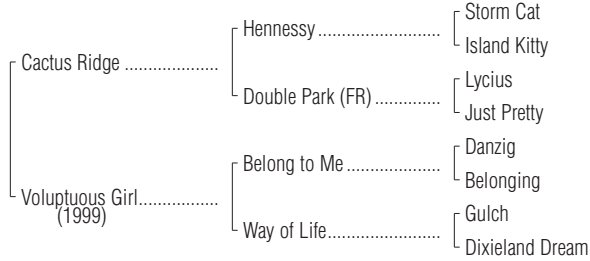 Storm Cat
Hennessy..........................
Island Kitty
Cactus Ridge ....................
Lycius
Double Park (FR)..............
Just Pretty
Danzig
Belong to Me....................
Belonging
Voluptuous Girl.................
(1999)
Gulch
Way of Life........................
Dixieland Dream